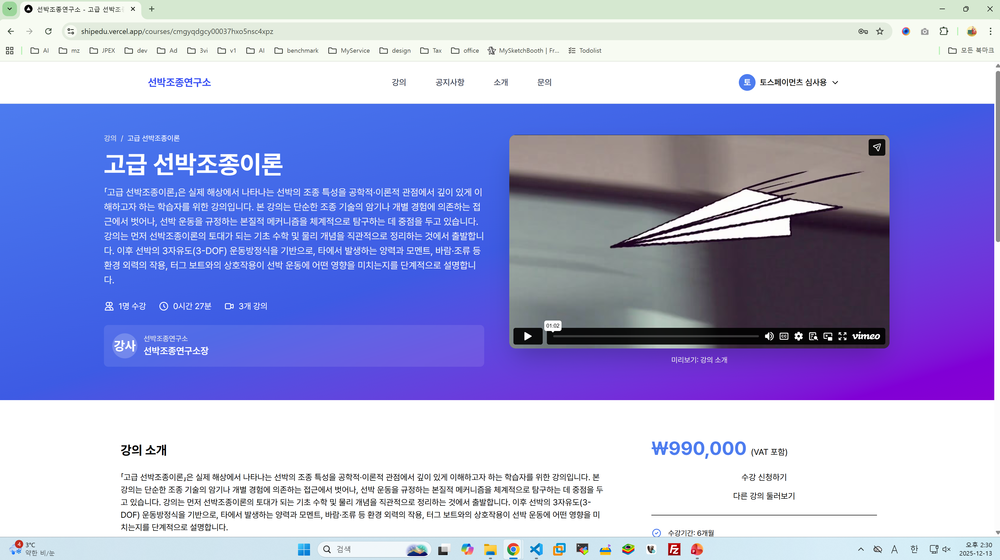 선박조종연구소 - 고급 선박조종
shipedu.vercel.app/courses/cmgyqdgcy00037hxo5nsc4xpz
AI mz JPEX dev Ad 3vi v1 AI benchmark MyService design Tax office MySketchBooth | Fr... Todolist 모든 북마크
선박조종연구소 강의 공지사항 소개 문의 토 토스페이먼츠 심사용
강의 / 고급 선박조종이론
고급 선박조종이론
「고급 선박조종이론」은 실제 해상에서 나타나는 선박의 조종 특성을 공학적·이론적 관점에서 깊이 있게 이
해하고자 하는 학습자를 위한 강의입니다. 본 강의는 단순한 조종 기술의 암기나 개별 경험에 의존하는 접
근에서 벗어나, 선박 운동을 규정하는 본질적 메커니즘을 체계적으로 탐구하는 데 중점을 두고 있습니다.
강의는 먼저 선박조종이론의 토대가 되는 기초 수학 및 물리 개념을 직관적으로 정리하는 것에서 출발합니
다. 이후 선박의 3자유도(3-DOF) 운동방정식을 기반으로, 타에서 발생하는 양력과 모멘트, 바람·조류 등
환경 외력의 작용, 터그 보트와의 상호작용이 선박 운동에 어떤 영향을 미치는지를 단계적으로 설명합니
다.
1명 수강 0시간 27분 3개 강의
강사
선박조종연구소
선박조종연구소장
01:02
CC
vimeo
미리보기: 강의 소개
강의 소개
「고급 선박조종이론」은 실제 해상에서 나타나는 선박의 조종 특성을 공학적·이론적 관점에서 깊이 있게 이해하고자 하는 학습자를 위한 강의입니다. 본
강의는 단순한 조종 기술의 암기나 개별 경험에 의존하는 접근에서 벗어나, 선박 운동을 규정하는 본질적 메커니즘을 체계적으로 탐구하는 데 중점을 두
고 있습니다. 강의는 먼저 선박조종이론의 토대가 되는 기초 수학 및 물리 개념을 직관적으로 정리하는 것에서 출발합니다. 이후 선박의 3자유도(3-
DOF) 운동방정식을 기반으로, 타에서 발생하는 양력과 모멘트, 바람·조류 등 환경 외력의 작용, 터그 보트와의 상호작용이 선박 운동에 어떤 영향을 미
치는지를 단계적으로 설명합니다.
₩990,000 (VAT 포함)
수강 신청하기
다른 강의 둘러보기
수강기간: 6개월
4
3°C
약한 비/눈
검색
Fz
P
A 한
오후 2:30
2025-12-13